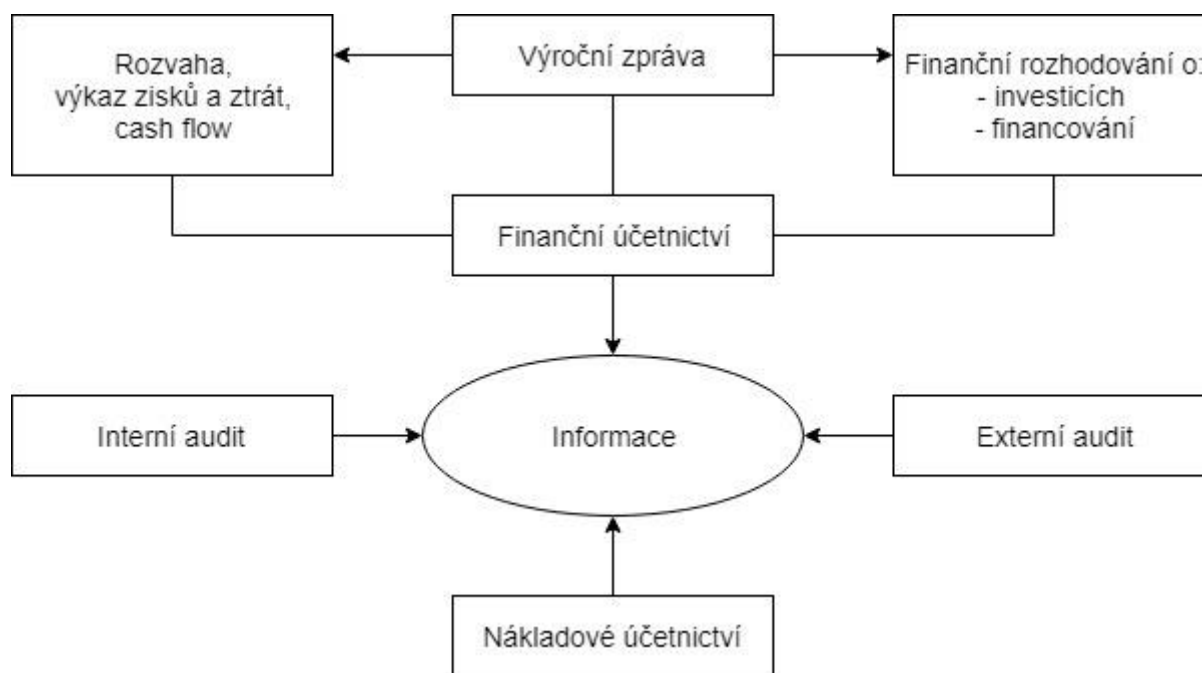 Rozvaha,
výkaz zisků a ztrát,
cash flow
Výroční zpráva
Finanční rozhodování o:
- investicích
- financování
Finanční účetnictví
Interní audit
Informace
Externí audit
Nákladové účetnictví